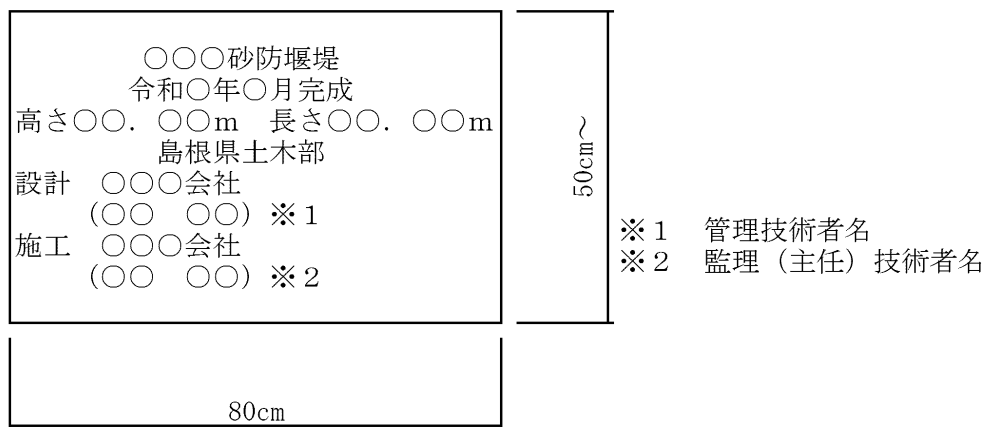 ○○○砂防堰堤
令和○年○月完成
高さ○○．○○ｍ　長さ○○．○○ｍ
島根県土木部
設計　○○○会社
（○○　○○）※１
施工　○○○会社
（○○　○○）※２
50cm～
※１　管理技術者名
※２　監理（主任）技術者名
80cm